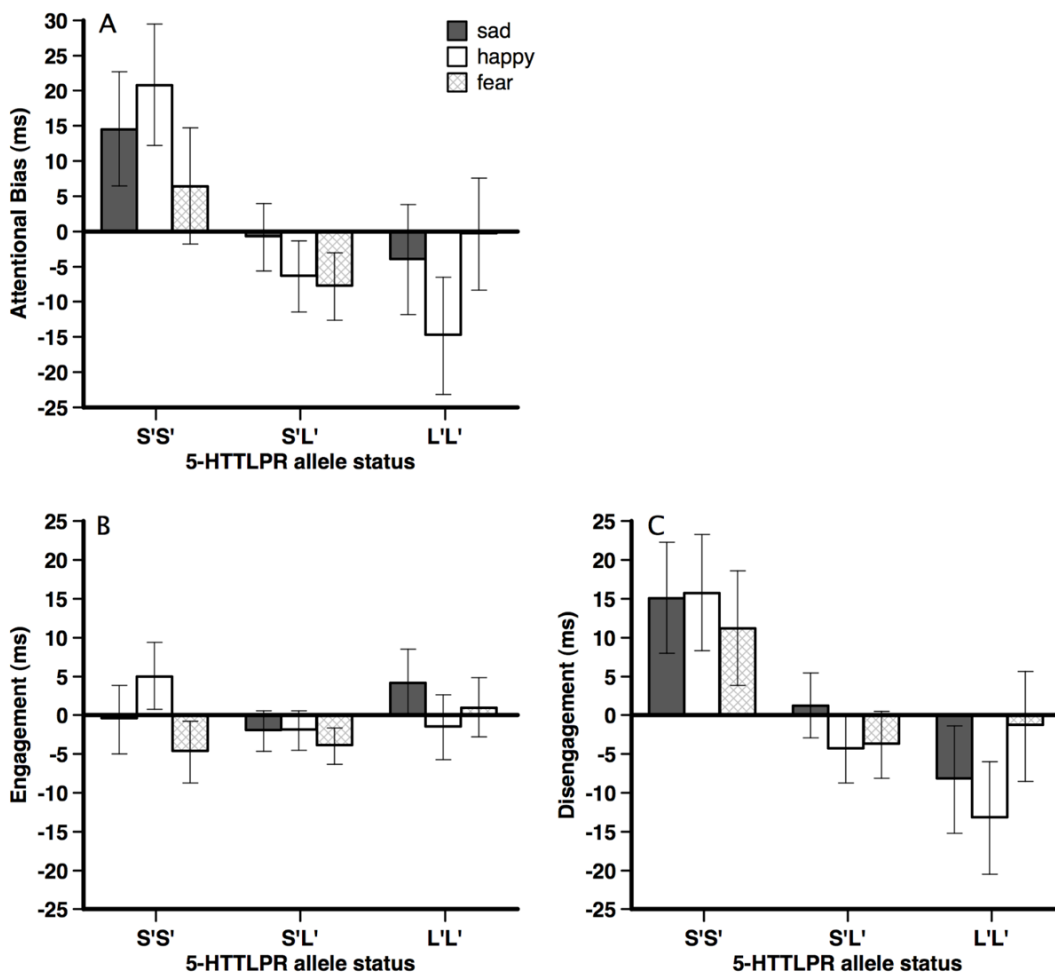 A
sad
happy
fear
Attentional Bias (ms)
30
25
20
15
10
5
0
-5
-10
-15
-20
-25
S'S' S'L' L'L'
5-HTTLPR allele status
B
Engagement (ms)
25
20
15
10
5
0
-5
-10
-15
-20
-25
S'S' S'L' L'L'
5-HTTLPR allele status
C
Disengagement (ms)
25
20
15
10
5
0
-5
-10
-15
-20
-25
S'S' S'L' L'L'
5-HTTLPR allele status